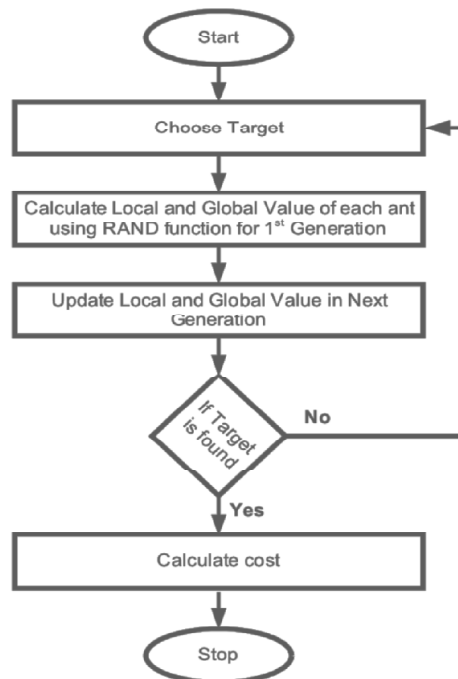 Start
Choose Target
Calculate Local and Global Value of each ant
using RAND function for 1st Generation
Update Local and Global Value in Next
Generation
If Target
is found
No
Yes
Calculate cost
Stop